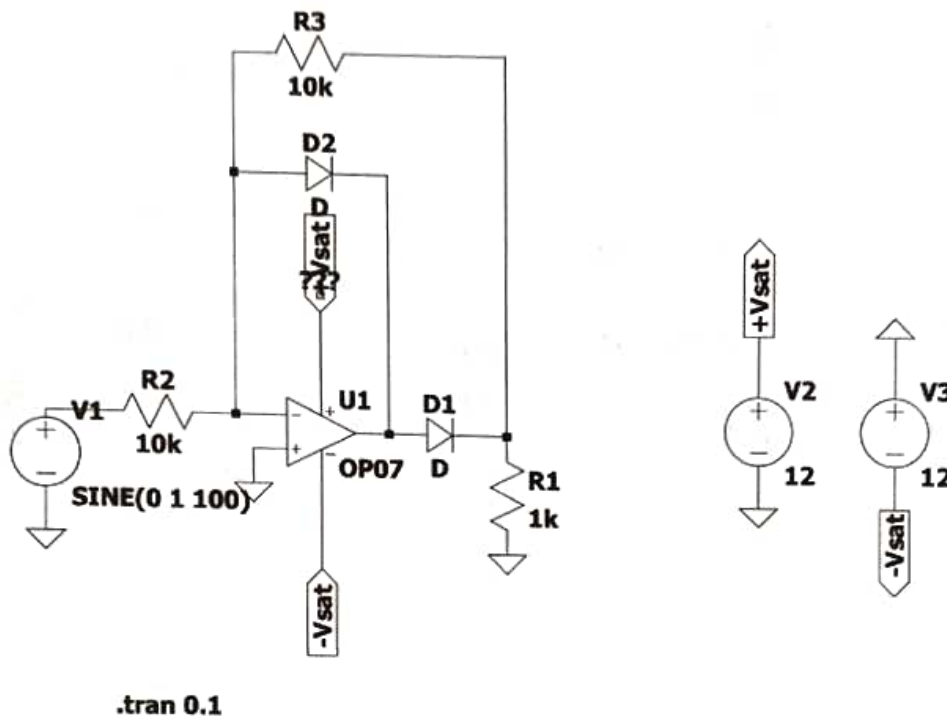 R3
10k
D2
D
+Vsat
R2
10k
V1
SINE(0 1 100)
U1
OP07
D1
D
R1
1k
-Vsat
+Vsat
V2
12
V3
12
-Vsat
.tran 0.1